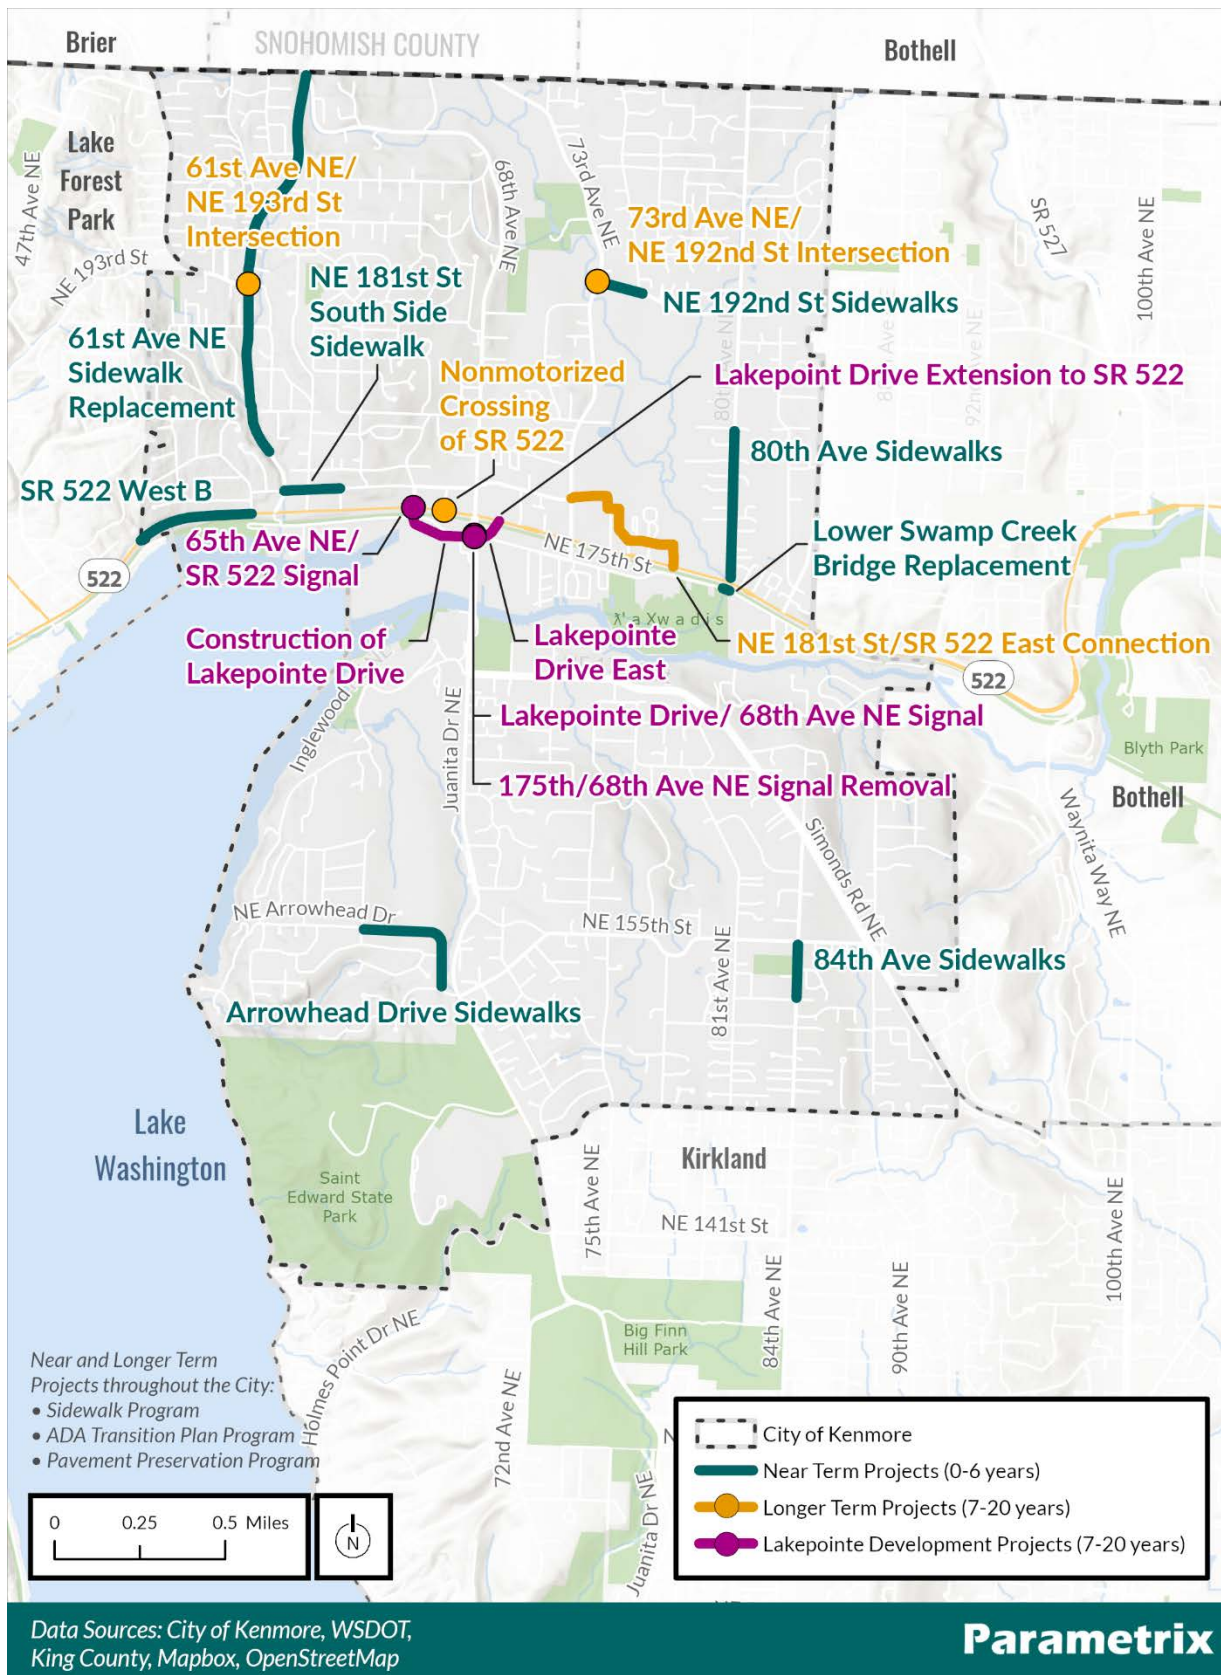 Brier
SNOHOMISH COUNTY
Bothell
Lake
Forest
Park
47th Ave NE
NE 193rd St
61st Ave NE/
NE 193rd St
Intersection
68th Ave NE
73rd Ave NE
73rd Ave NE/
NE 192nd St Intersection
SR 527
100th Ave NE
NE 192nd St Sidewalks
NE 181st St
South Side
Sidewalk
61st Ave NE
Sidewalk
Replacement
Nonmotorized
Crossing
of SR 522
Lakepoint Drive Extension to SR 522
80th Ave NE
92nd Ave NE
80th Ave Sidewalks
SR 522 West B
65th Ave NE/
SR 522 Signal
522
NE 175th St
Lower Swamp Creek
Bridge Replacement
ƛ'aXwadis
Construction of
Lakepointe Drive
Lakepointe
Drive East
NE 181st St/SR 522 East Connection
522
Inglewood
Juanita Dr NE
Lakepointe Drive/ 68th Ave NE Signal
175th/68th Ave NE Signal Removal
Blyth Park
Bothell
Simonds Rd NE
Waynita Way NE
NE Arrowhead Dr
NE 155th St
81st Ave NE
84th Ave Sidewalks
Arrowhead Drive Sidewalks
Lake
Washington
Saint
Edward State
Park
Kirkland
75th Ave NE
NE 141st St
100th Ave NE
84th Ave NE
90th Ave NE
Big Finn
Hill Park
Holmes Point Dr NE
72nd Ave NE
Juanita Dr NE
Near and Longer Term
Projects throughout the City:
• Sidewalk Program
• ADA Transition Plan Program
• Pavement Preservation Program
0 0.25 0.5 Miles
N
City of Kenmore
Near Term Projects (0-6 years)
Longer Term Projects (7-20 years)
Lakepointe Development Projects (7-20 years)
Data Sources: City of Kenmore, WSDOT,
King County, Mapbox, OpenStreetMap
Parametrix